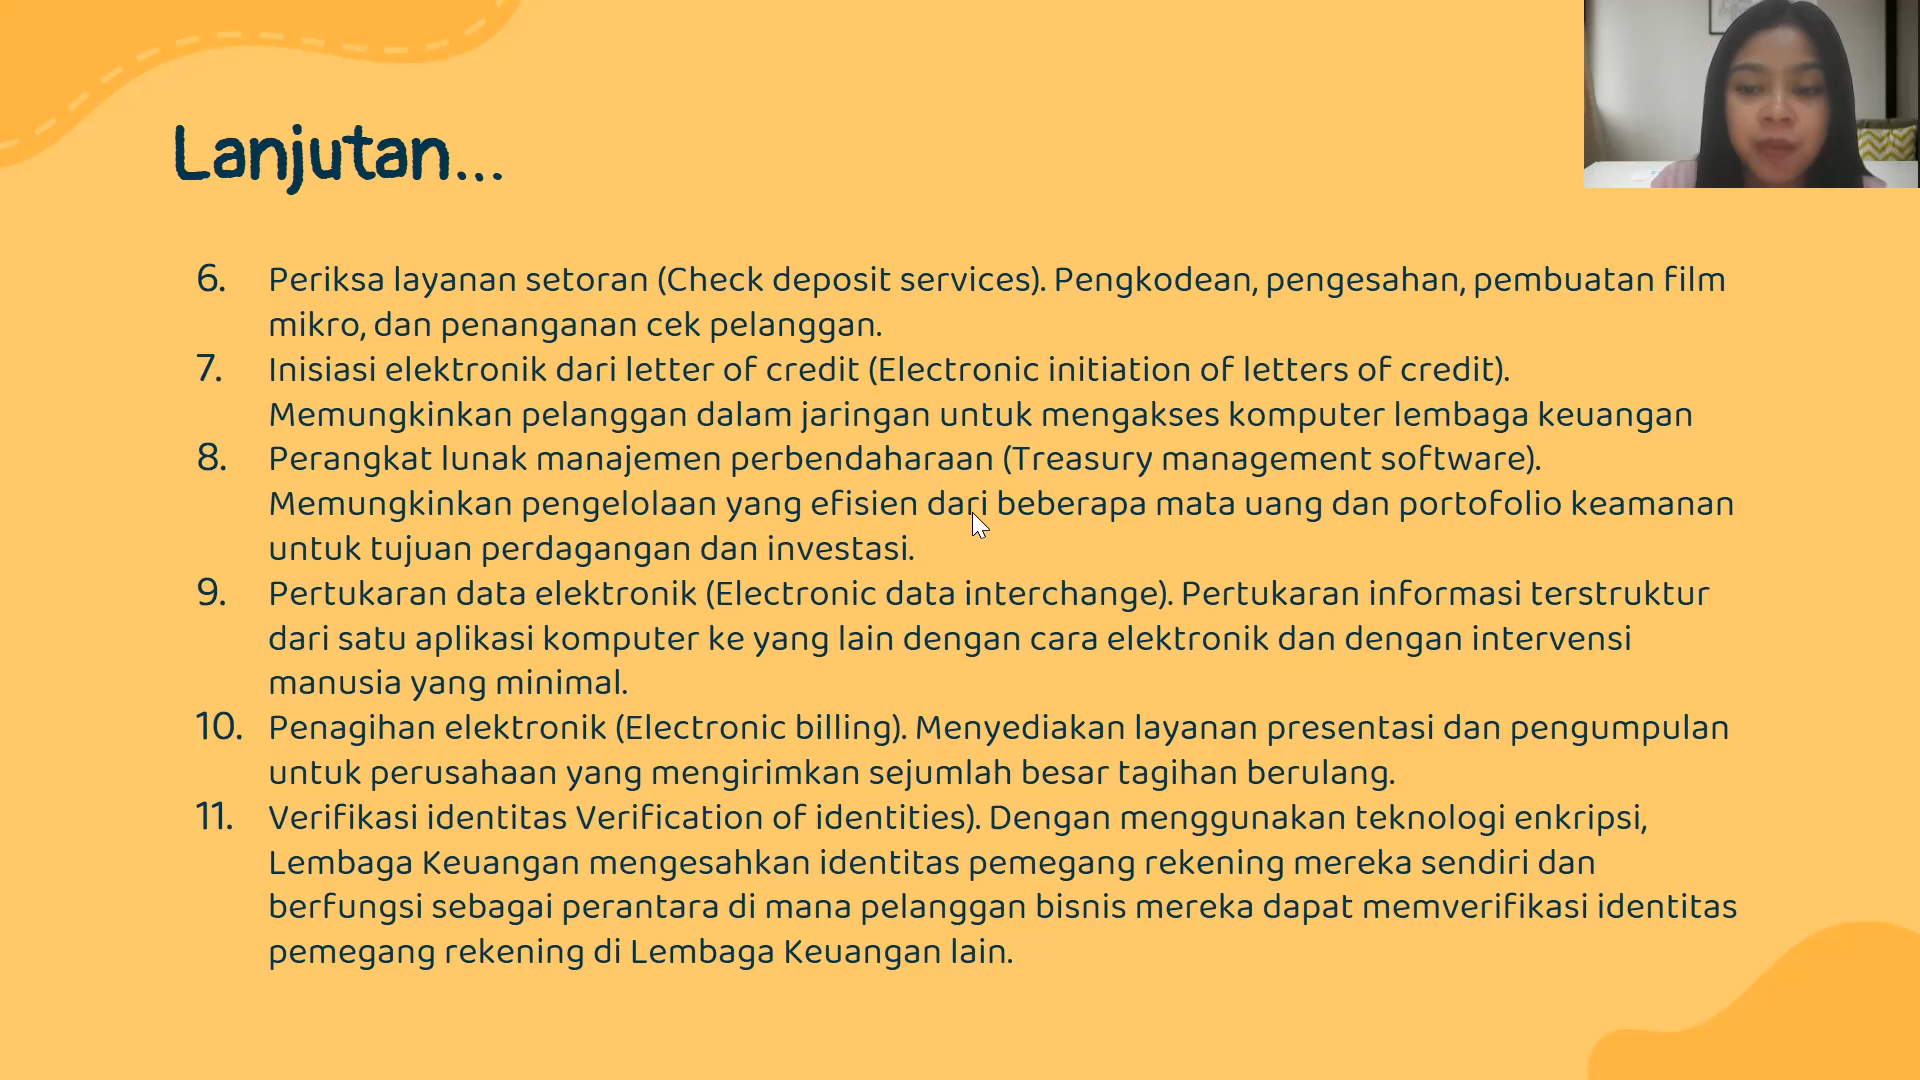 Lanjutan...
6. Periksa layanan setoran (Check deposit services). Pengkodean, pengesahan, pembuatan film
mikro, dan penanganan cek pelanggan.
7. Inisiasi elektronik dari letter of credit (Electronic initiation of letters of credit).
Memungkinkan pelanggan dalam jaringan untuk mengakses komputer lembaga keuangan
8. Perangkat lunak manajemen perbendaharaan (Treasury management software).
Memungkinkan pengelolaan yang efisien dari beberapa mata uang dan portofolio keamanan
untuk tujuan perdagangan dan investasi.
9. Pertukaran data elektronik (Electronic data interchange). Pertukaran informasi terstruktur
dari satu aplikasi komputer ke yang lain dengan cara elektronik dan dengan intervensi
manusia yang minimal.
10. Penagihan elektronik (Electronic billing). Menyediakan layanan presentasi dan pengumpulan
untuk perusahaan yang mengirimkan sejumlah besar tagihan berulang.
11. Verifikasi identitas Verification of identities). Dengan menggunakan teknologi enkripsi,
Lembaga Keuangan mengesahkan identitas pemegang rekening mereka sendiri dan
berfungsi sebagai perantara di mana pelanggan bisnis mereka dapat memverifikasi identitas
pemegang rekening di Lembaga Keuangan lain.